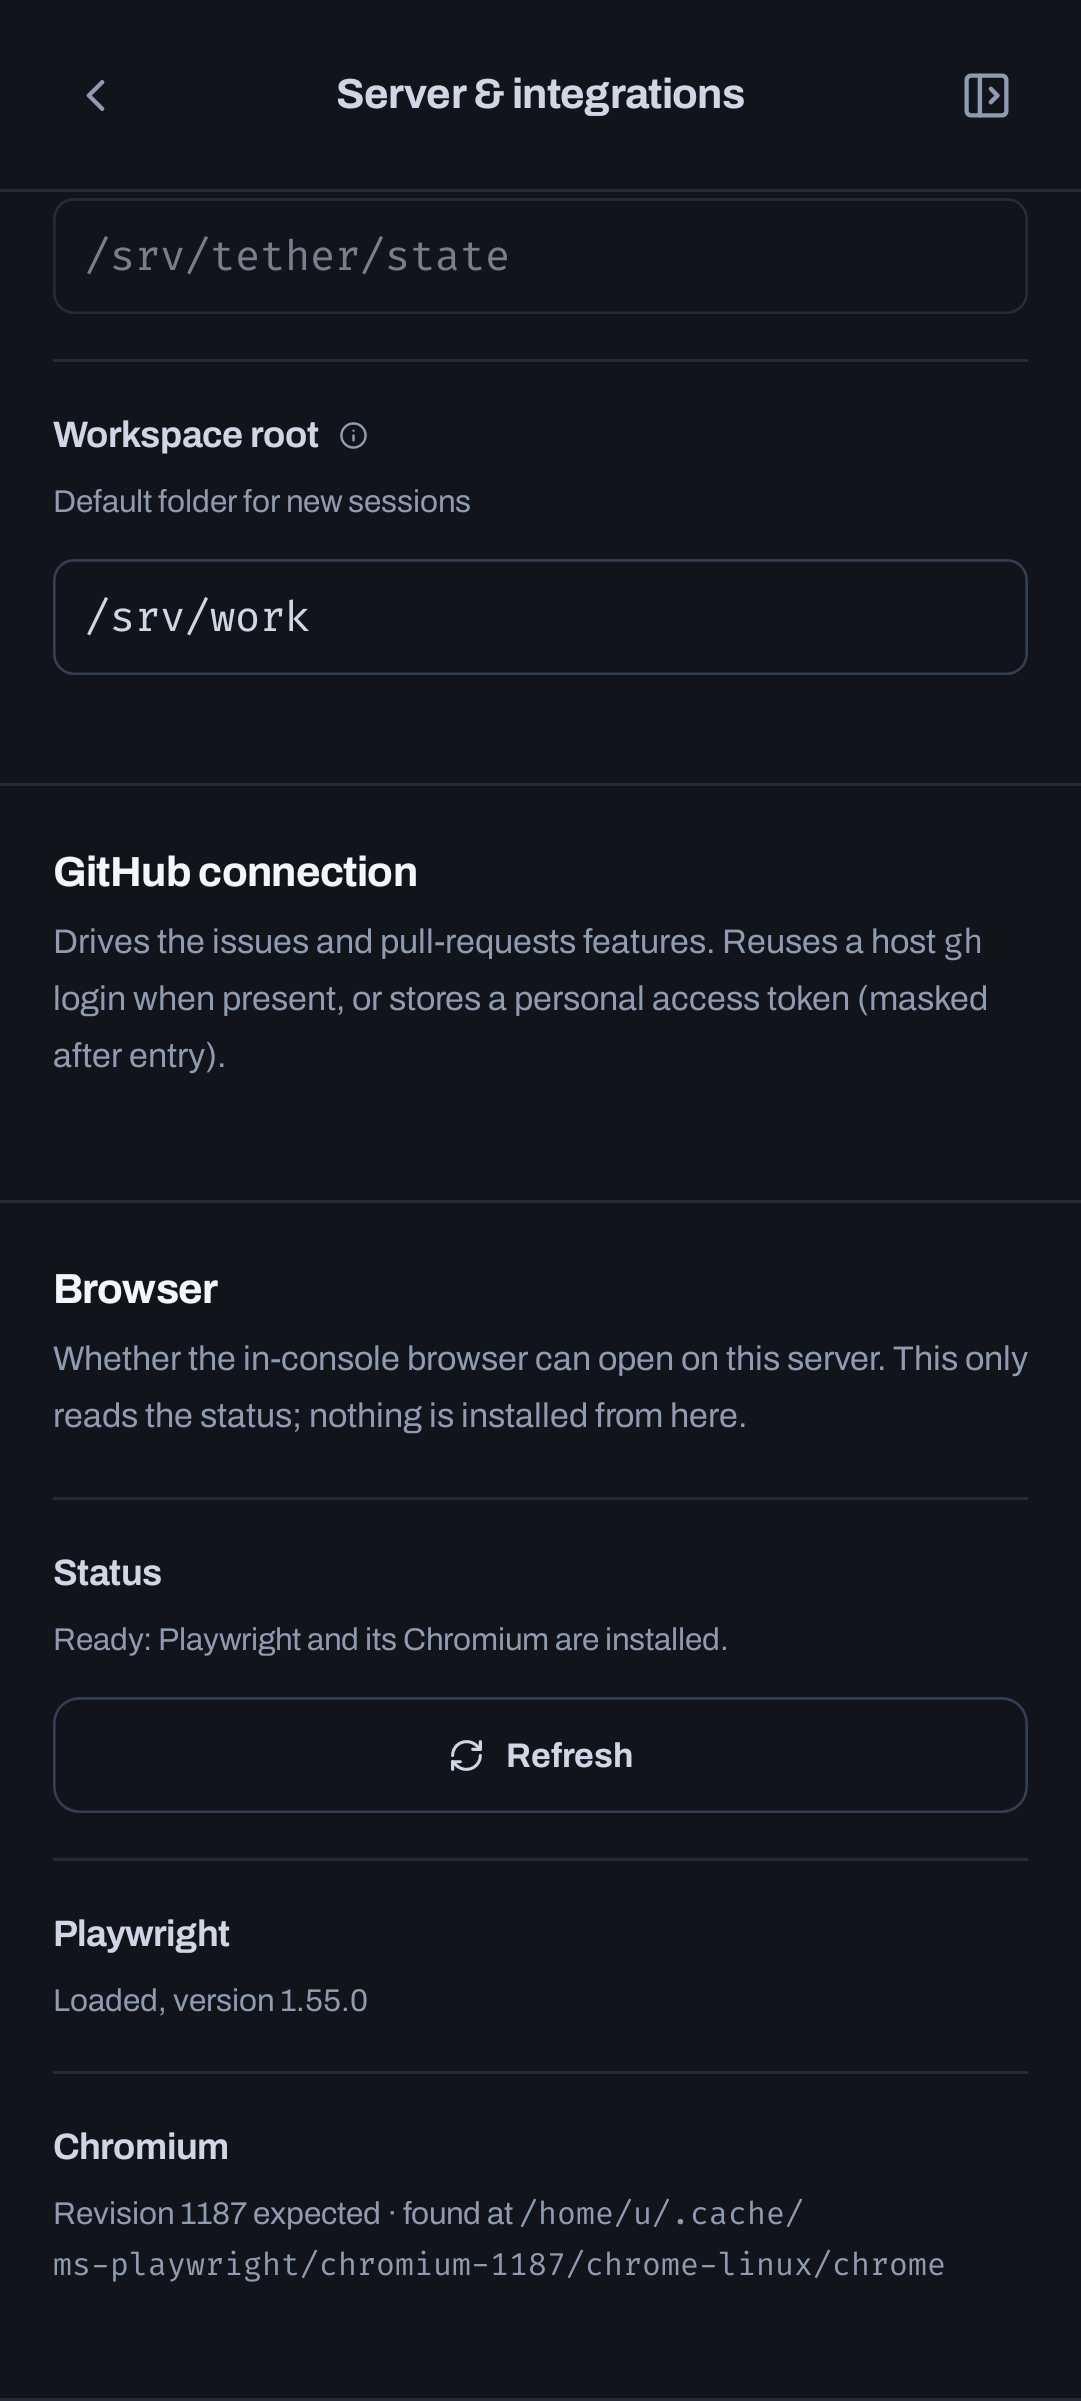 Server & integrations
/srv/tether/state
Workspace root
Default folder for new sessions
/srv/work
GitHub connection
Drives the issues and pull-requests features. Reuses a host gh
login when present, or stores a personal access token (masked
after entry).
Browser
Whether the in-console browser can open on this server. This only
reads the status; nothing is installed from here.
Status
Ready: Playwright and its Chromium are installed.
Refresh
Playwright
Loaded, version 1.55.0
Chromium
Revision 1187 expected · found at /home/u/.cache/
ms-playwright/chromium-1187/chrome-linux/chrome